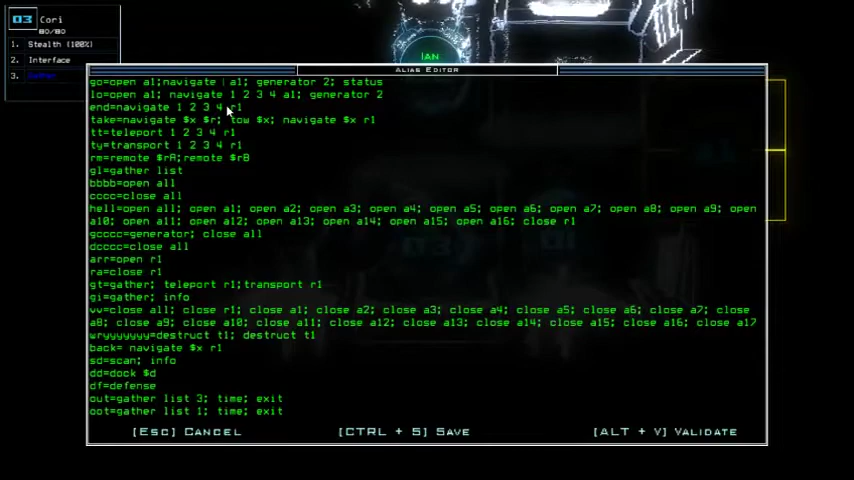 03 Cori
80/80
1. Stealth (100%)
2. Interface
3. Gather
IAN
Alias Editor
go=open a1;navigate | a1; generator 2; status
lo=open a1; navigate 1 2 3 4 a1; generator 2
end=navigate 1 2 3 4 r1
take=navigate $x $r; tow $x; navigate $x r1
tt=teleport 1 2 3 4 r1
ty=transport 1 2 3 4 r1
rm=remote $rA;remote $rB
gl=gather list
bbbb=open all
cccc=close all
hell=open all; open a1; open a2; open a3; open a4; open a5; open a6; open a7; open a8; open a9; open
a10; open a11; open a12; open a13; open a14; open a15; open a16; close r1
gcccc=generator; close all
dcccc=close all
arr=open r1
ra=close r1
gt=gather; teleport r1;transport r1
gi=gather; info
vv=close all; close r1; close a1; close a2; close a3; close a4; close a5; close a6; close a7; close
a8; close a9; close a10; close a11; close a12; close a13; close a14; close a15; close a16; close a17
wryyyyyy=destruct t1; destruct t1
back= navigate $x r1
sd=scan; info
dd=dock $d
df=defense
out=gather list 3; time; exit
oot=gather list 1; time; exit
[Esc] Cancel
[CTRL + S] Save
[ALT + V] Validate